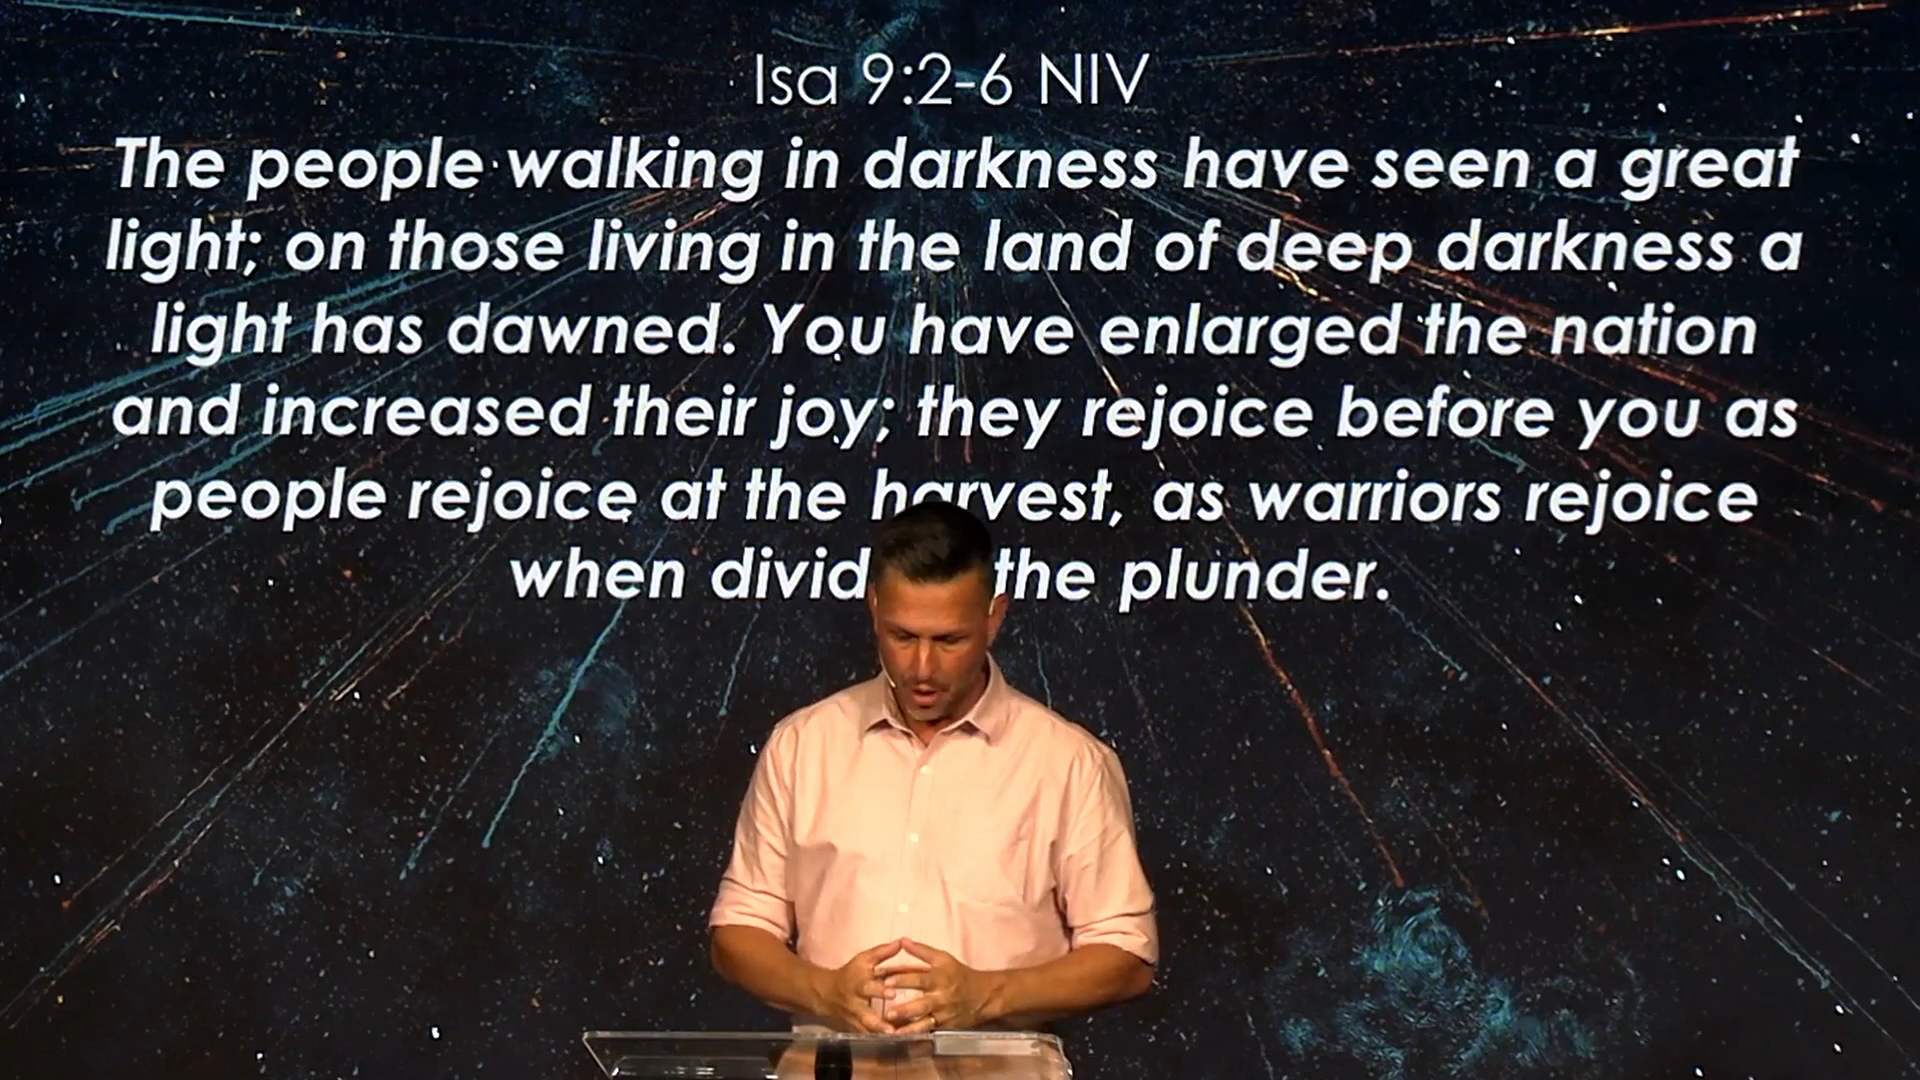 Isa 9:2-6 NIV
The people walking in darkness have seen a great
light; on those living in the land of deep darkness a
light has dawned. You have enlarged the nation
and increased their joy; they rejoice before you as
people rejoice at the harvest, as warriors rejoice
when divid the plunder.